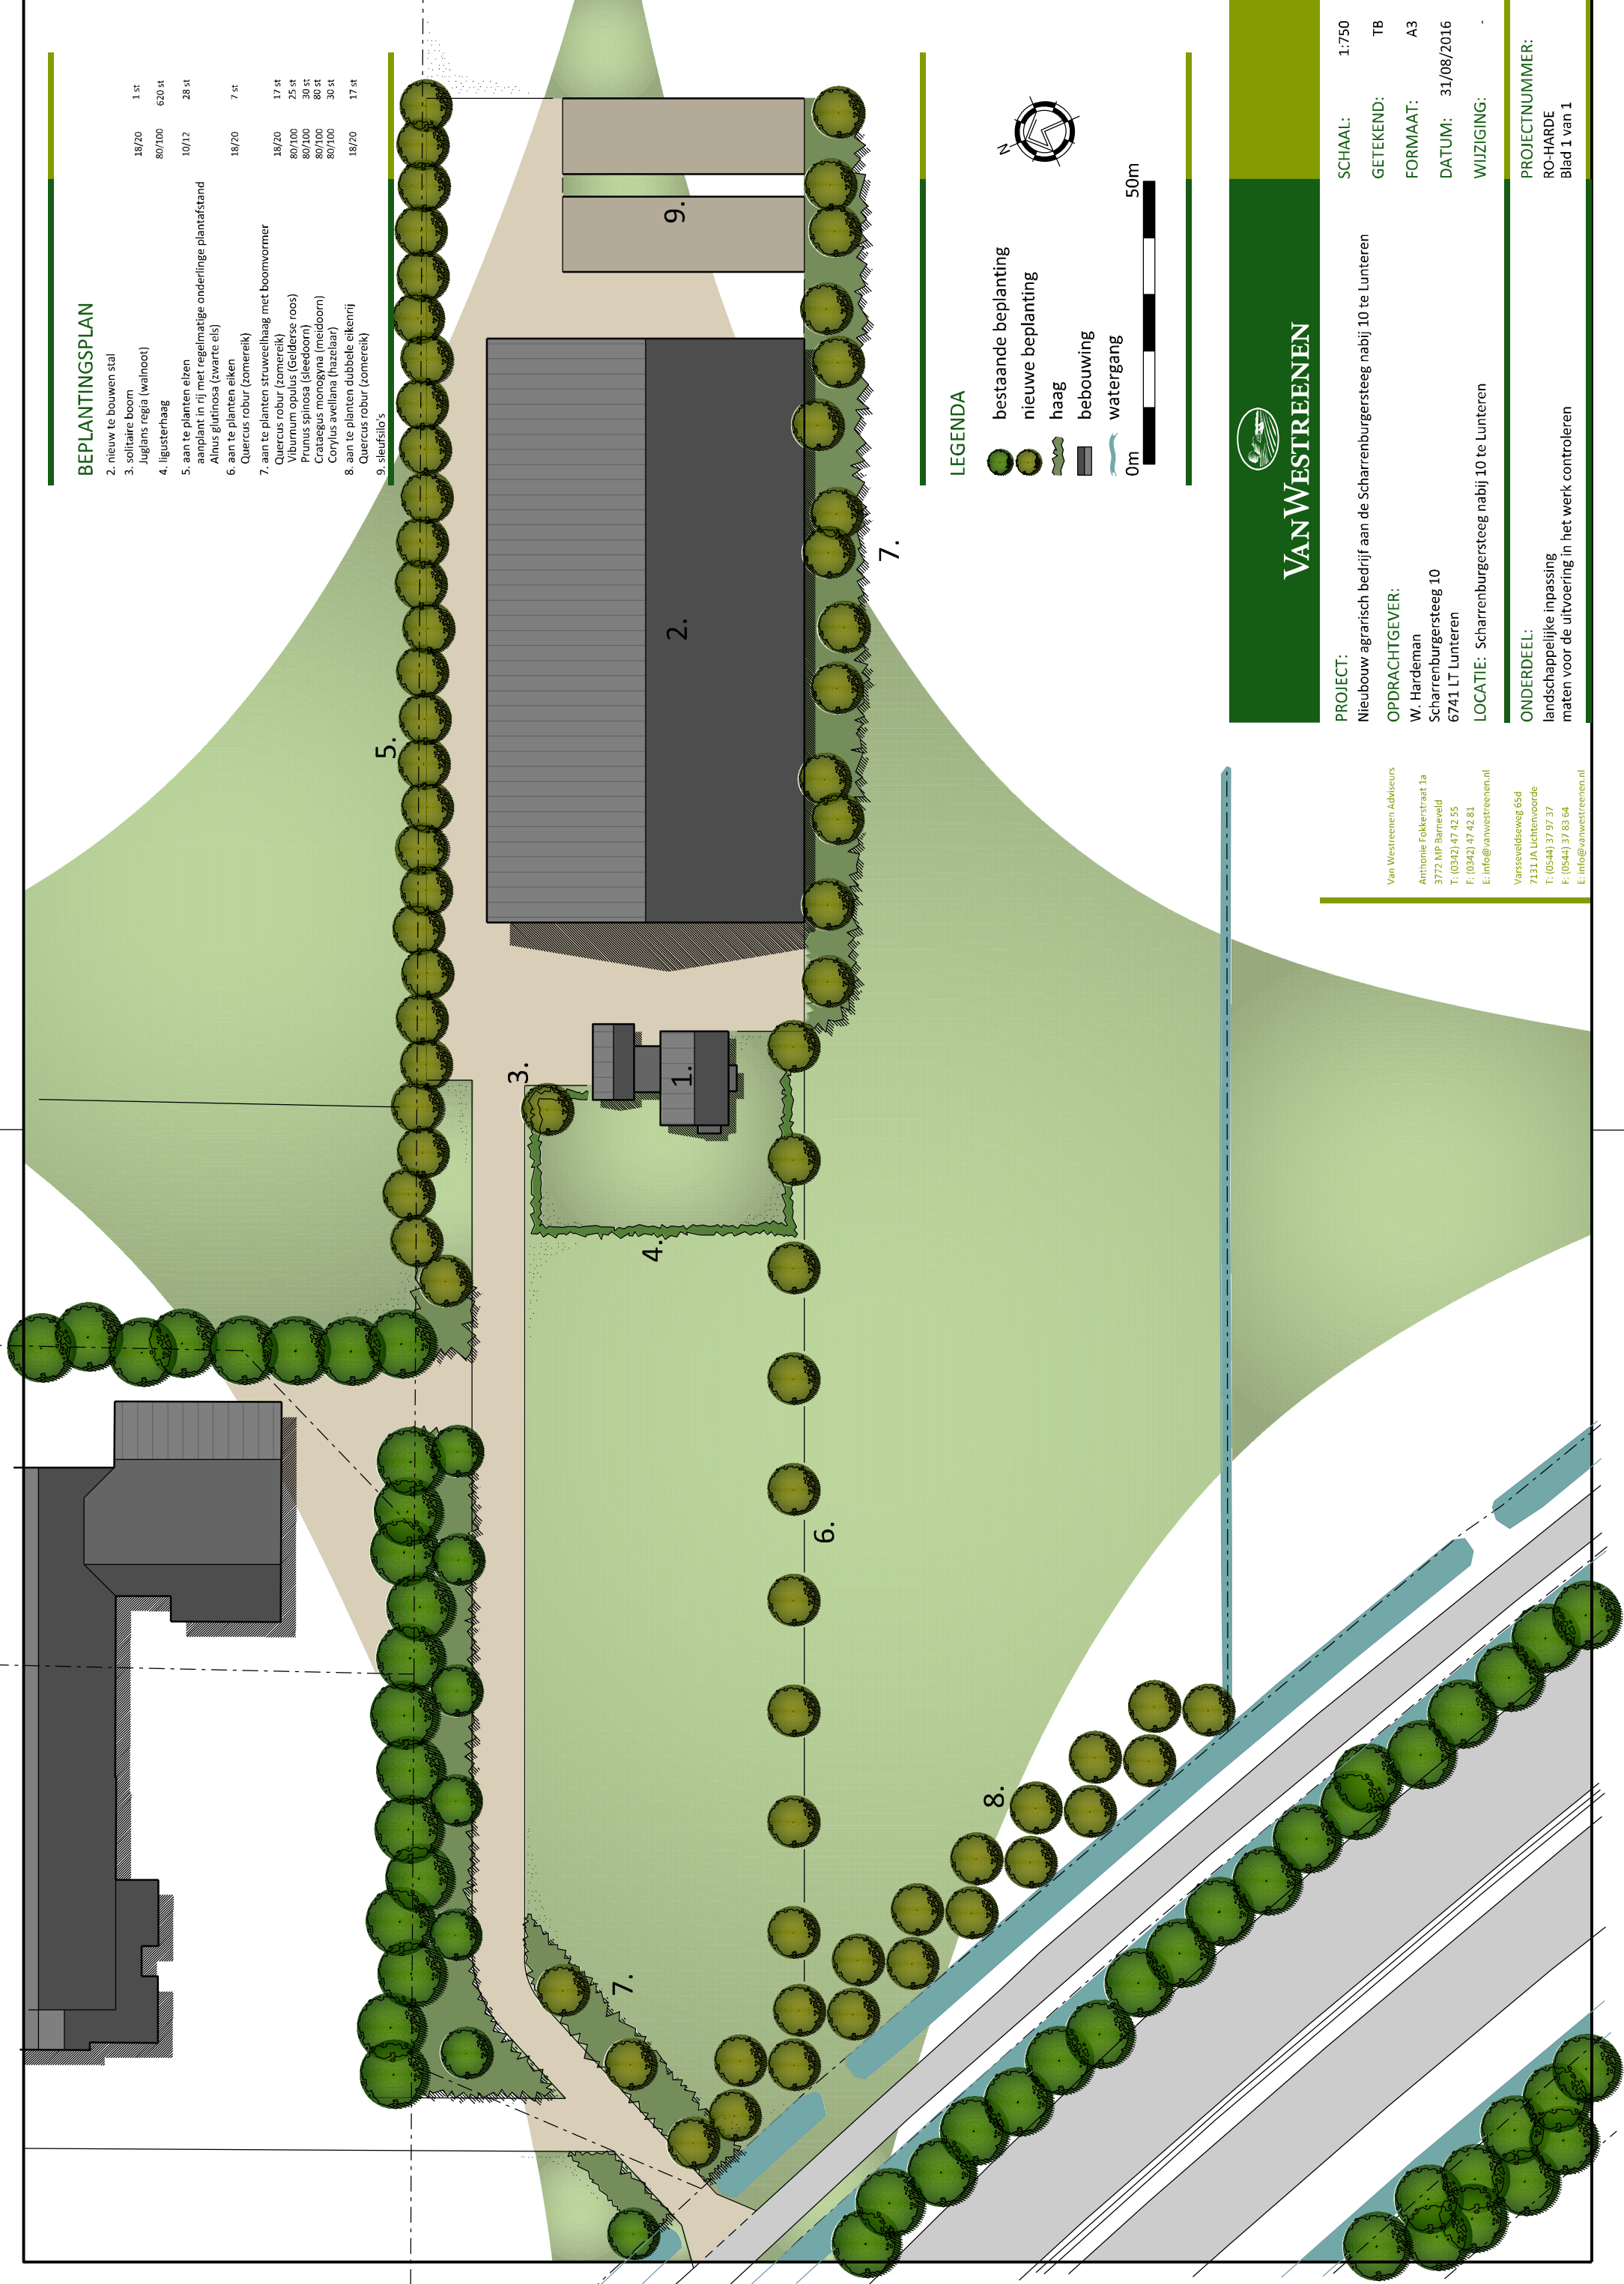 BEPLANTINGSPLAN
2. nieuw te bouwen stal
3. solitaire boom
Juglans regia (walnoot) 18/20 1 st
4. ligusterhaag 80/100 620 st
5. aan te planten elzen 10/12 28 st
aanplant in rij met regelmatige onderlinge plantafstand
Alnus glutinosa (zwarte els)
6. aan te planten eiken 18/20 7 st
Quercus robur (zomereik)
7. aan te planten struweelhaag met boomvormer
Quercus robur (zomereik) 18/20 17 st
Viburnum opulus (Gelderse roos) 80/100 25 st
Prunus spinosa (sleedoorn) 80/100 30 st
Crataegus monogyna (meidoorn) 80/100 80 st
Corylus avellana (hazelaar) 80/100 30 st
8. aan te planten dubbele eikenrij
Quercus robur (zomereik) 18/20 17 st
9. sleufsilo's
5.
9.
2.
7.
3.
1.
4.
6.
8.
7.
LEGENDA
bestaande beplanting
nieuwe beplanting
haag
bebouwing
watergang
0m 50m
N
VANWESTREENEN
PROJECT:
Nieubouw agrarisch bedrijf aan de Scharrenburgersteeg nabij 10 te Lunteren
OPDRACHTGEVER:
W. Hardeman
Scharrenburgersteeg 10
6741 LT Lunteren
LOCATIE: Scharrenburgersteeg nabij 10 te Lunteren
ONDERDEEL:
landschappelijke inpassing
maten voor de uitvoering in het werk controleren
SCHAAL: 1:750
GETEKEND: TB
FORMAAT: A3
DATUM: 31/08/2016
WIJZIGING: -
PROJECTNUMMER:
RO-HARDE
Blad 1 van 1
Van Westreenen Adviseurs
Anthonie Fokkerstraat 1a
3772 MP Barneveld
T: (0342) 47 42 55
F: (0342) 47 42 81
E: info@vanwestreenen.nl
Varsseveldseweg 65d
7131 JA Lichtenvoorde
T: (0544) 37 97 37
F: (0544) 37 83 64
E: info@vanwestreenen.nl